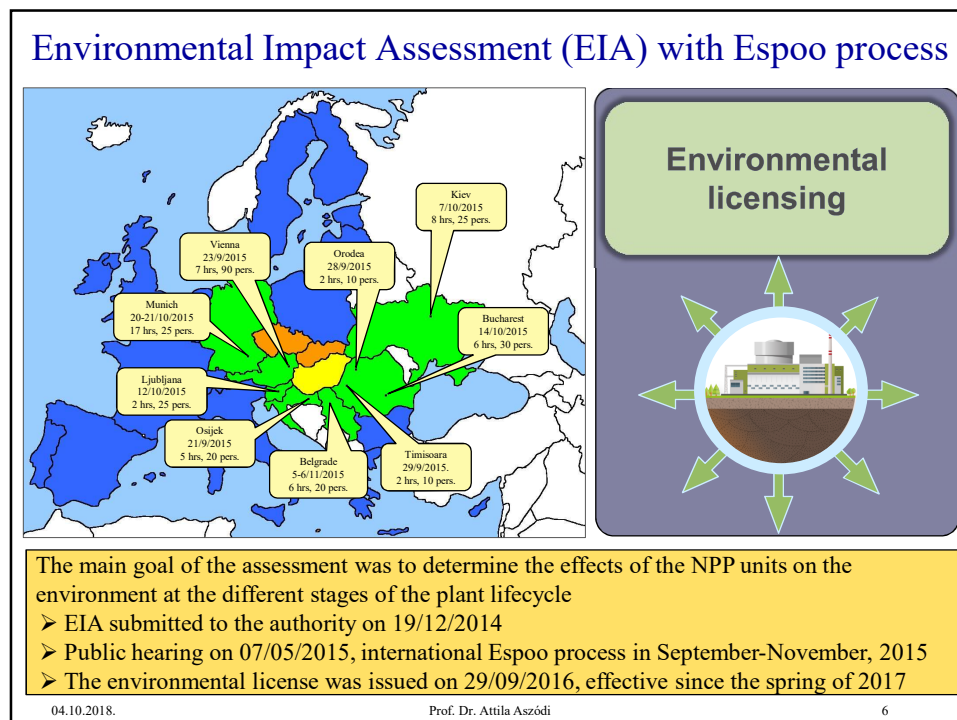 Environmental Impact Assessment (EIA) with Espoo process
Kiev
7/10/2015
8 hrs, 25 pers.
Vienna
23/9/2015
7 hrs, 90 pers.
Orodea
28/9/2015
2 hrs, 10 pers.
Munich
20-21/10/2015
17 hrs, 25 pers.
Bucharest
14/10/2015
6 hrs, 30 pers.
Ljubljana
12/10/2015
2 hrs, 25 pers.
Osijek
21/9/2015
5 hrs, 20 pers.
Belgrade
5-6/11/2015
6 hrs, 20 pers.
Timisoara
29/9/2015.
2 hrs, 10 pers.
Environmental
licensing
The main goal of the assessment was to determine the effects of the NPP units on the
environment at the different stages of the plant lifecycle
➢ EIA submitted to the authority on 19/12/2014
➢ Public hearing on 07/05/2015, international Espoo process in September-November, 2015
➢ The environmental license was issued on 29/09/2016, effective since the spring of 2017
04.10.2018.
Prof. Dr. Attila Aszódi
6